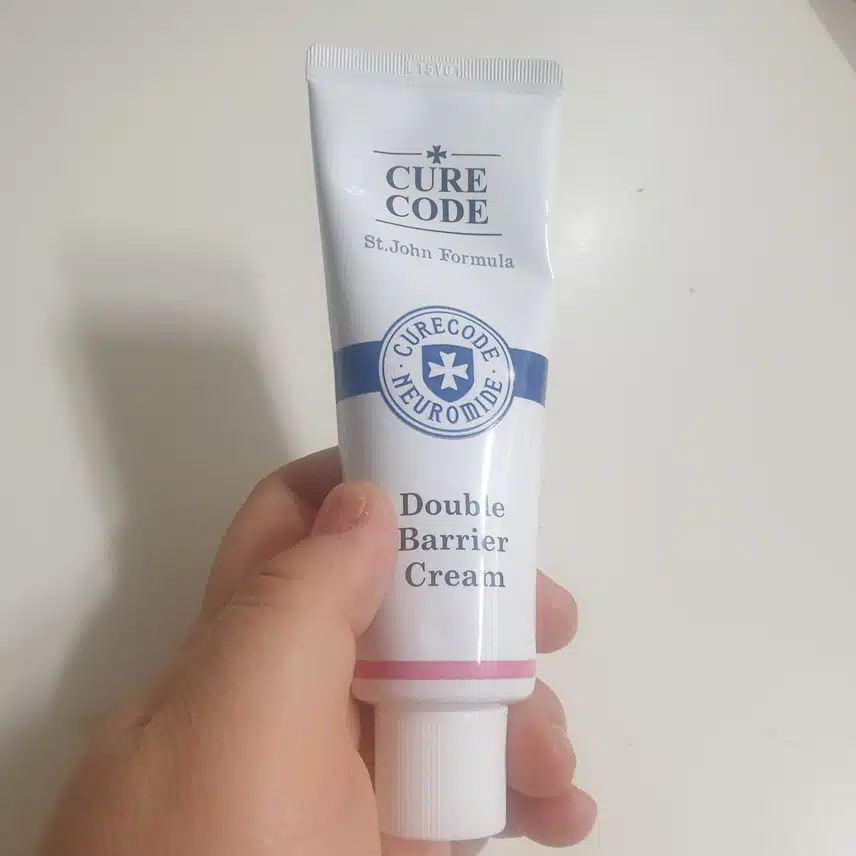 CURE
CODE
St.John Formula
CURECODE
NEUROMIDE
Double
Barrier
Cream